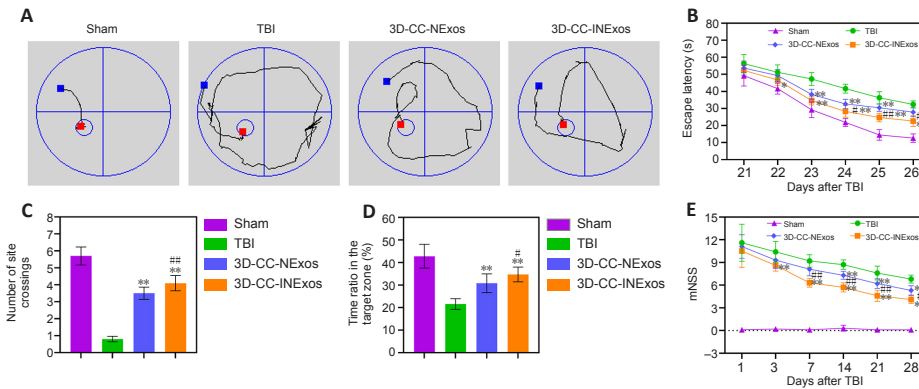 A
Sham
TBI
3D-CC-NExos
3D-CC-INExos
B
Sham
TBI
3D-CC-NExos
3D-CC-INExos
Escape latency (s)
80
70
60
50
40
30
20
10
0
* ** ** # ** ** ** ## ** # *
21 22 23 24 25 26
Days after TBI
C
Number of site crossings
8
7
6
5
4
3
2
1
0
**
##
**
Sham
TBI
3D-CC-NExos
3D-CC-INExos
D
Time ratio in the target zone (%)
60
50
40
30
20
10
0
**
#
**
Sham
TBI
3D-CC-NExos
3D-CC-INExos
E
Sham
TBI
3D-CC-NExos
3D-CC-INExos
mNSS
15
12
9
6
3
0
–3
** ## ** ** ## ** ** ## ** * # *
1 3 7 14 21 28
Days after TBI